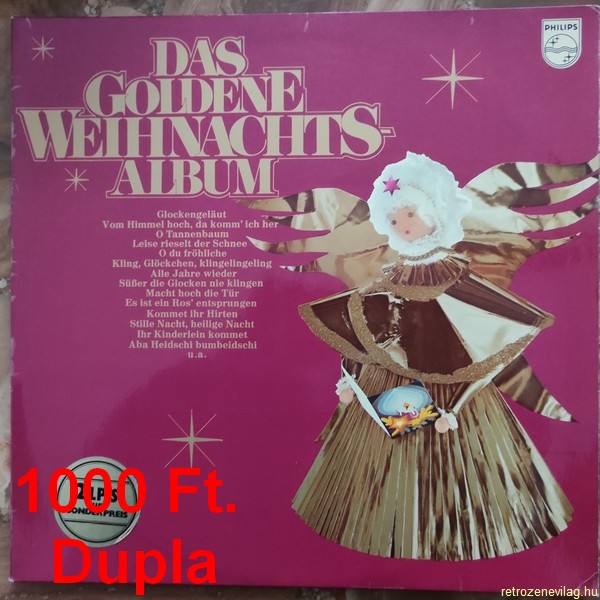 PHILIPS
DAS
GOLDENE
WEIHNACHTS-
ALBUM
Glockengeläut
Vom Himmel hoch, da komm' ich her
O Tannenbaum
Leise rieselt der Schnee
O du fröhliche
Kling, Glöckchen, klingelingeling
Alle Jahre wieder
Süßer die Glocken nie klingen
Macht hoch die Tür
Es ist ein Ros' entsprungen
Kommet ihr Hirten
Stille Nacht, heilige Nacht
Ihr Kinderlein kommet
Aba Heidschi bumbeidschi
u.a.
2 LP'S
SONDERPREIS
1000 Ft.
Dupla
retrozenevilag.hu